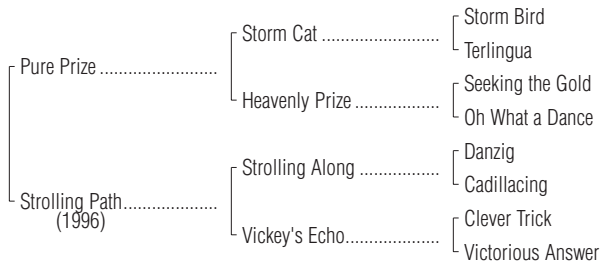 Storm Bird
Storm Cat ........................
Terlingua
Pure Prize ........................
Seeking the Gold
Heavenly Prize .................
Oh What a Dance
Danzig
Strolling Along ................
Cadillacing
Strolling Path...................
(1996)
Clever Trick
Vickey's Echo...................
Victorious Answer